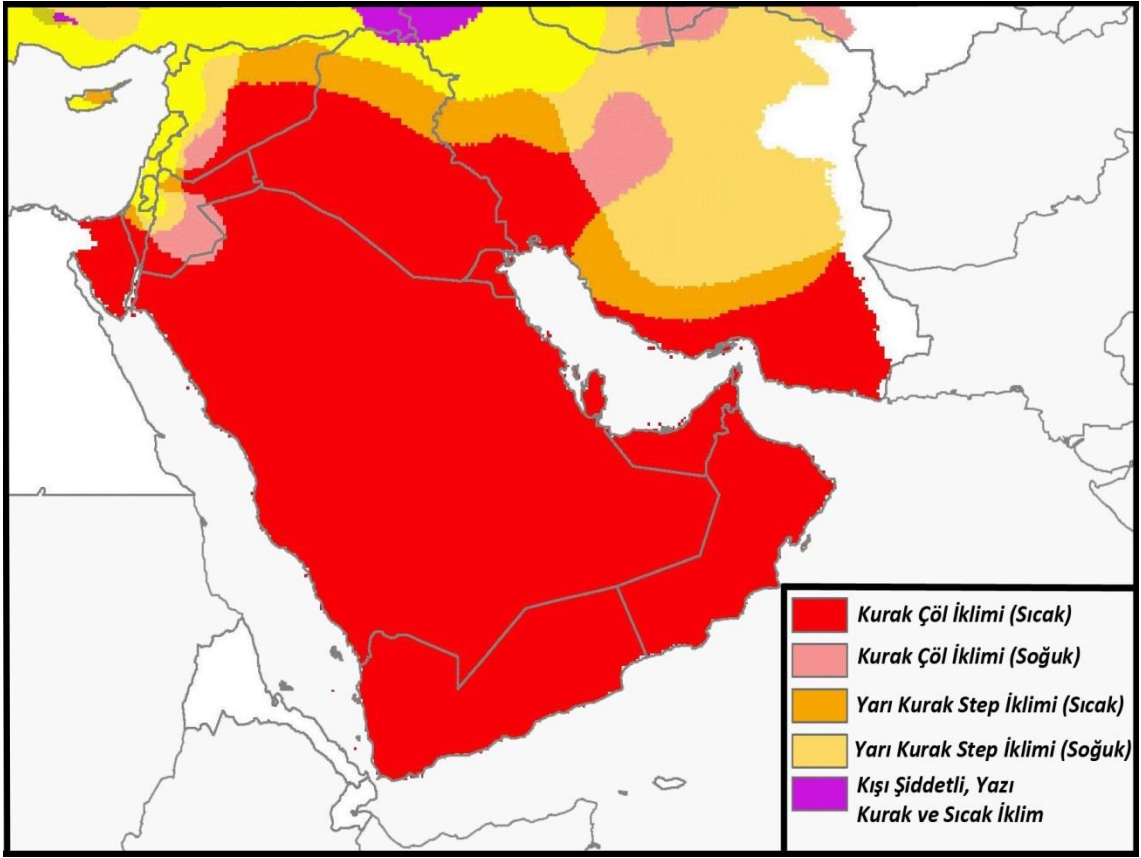 Kurak Çöl İklimi (Sıcak)
Kurak Çöl İklimi (Soğuk)
Yarı Kurak Step İklimi (Sıcak)
Yarı Kurak Step İklimi (Soğuk)
Kışı Şiddetli, Yazı
Kurak ve Sıcak İklim